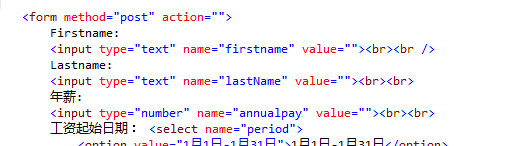 <form method="post" action="">
Firstname:
<input type="text" name="firstname" value=""><br><br />
Lastname:
<input type="text" name="lastName" value=""><br><br>
年薪:
<input type="number" name="annualpay" value=""><br><br>
工资起始日期： <select name="period">
<option value="1月1日-1月31日">1月1日-1月31日</option>